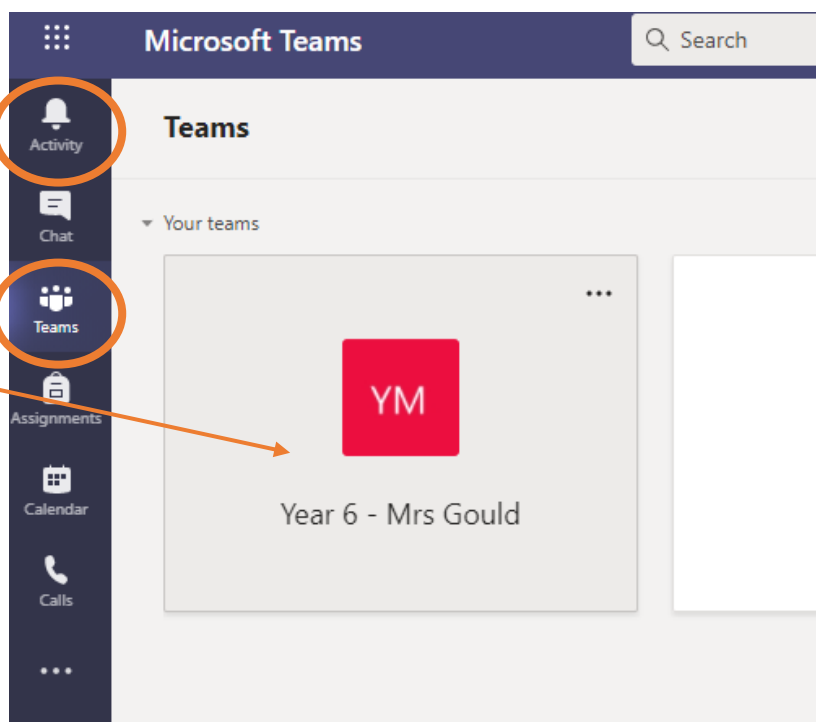 Microsoft Teams
Search
Activity
Teams
Chat
Your teams
Teams
YM
Assignments
Year 6 - Mrs Gould
Calendar
Calls